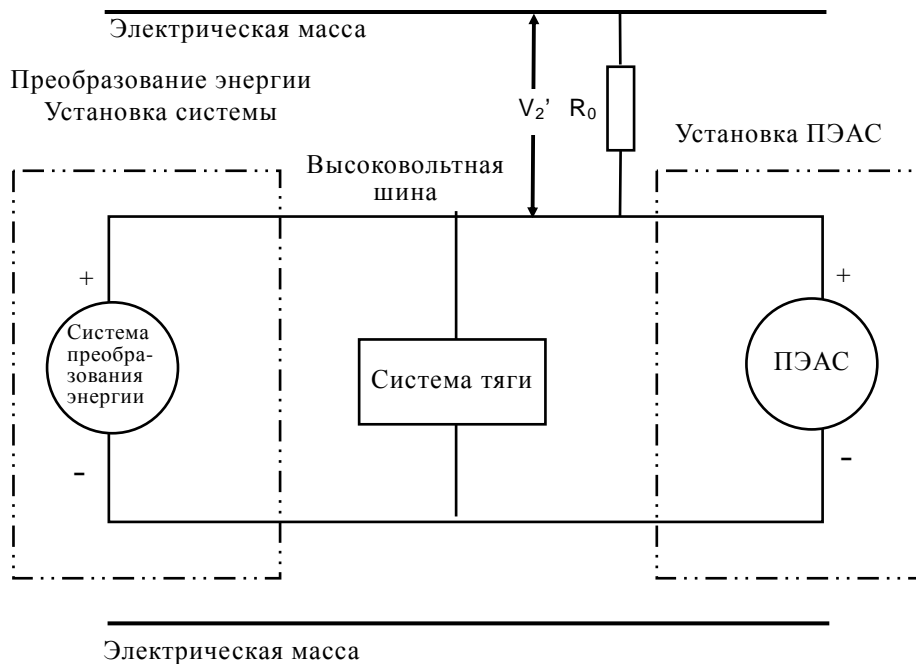 Электрическая масса
Преобразование энергии
Установка системы
V₂’ R₀
Установка ПЭАС
Высоковольтная
шина
+
+
Система
преобра-
зования
энергии
Система тяги
ПЭАС
-
-
Электрическая масса